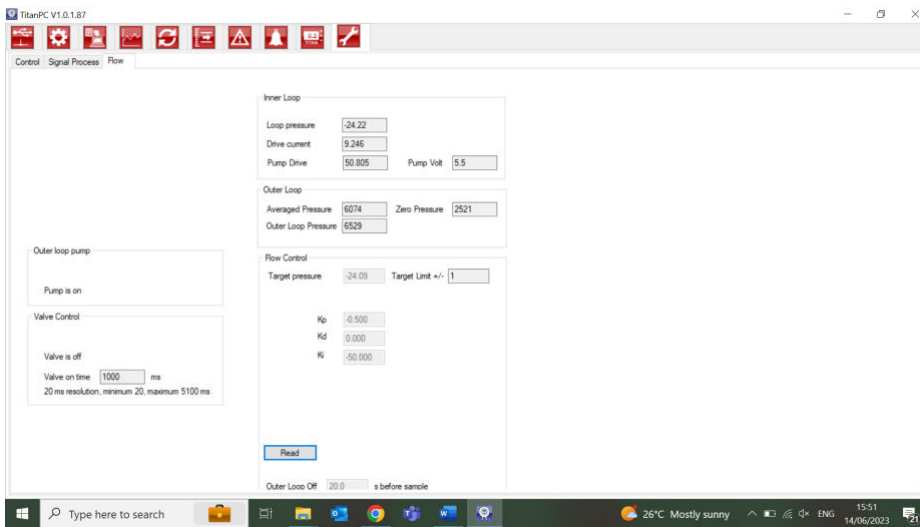 TitanPC V1.0.1.87
Control Signal Process Flow
Inner Loop
Loop pressure -24.22
Drive current 9.246
Pump Drive 50.805 Pump Volt 5.5
Outer Loop
Averaged Pressure 6074 Zero Pressure 2521
Outer Loop Pressure 6529
Outer loop pump
Pump is on
Valve Control
Valve is off
Valve on time 1000 ms
20 ms resolution, minimum 20, maximum 5100 ms
Flow Control
Target pressure -24.09 Target Limit +/- 1
Kp -0.500
Kd 0.000
Ki -50.000
Read
Outer Loop Off 20.0 s before sample
Type here to search
26°C Mostly sunny
ENG
15:51
14/06/2023
21